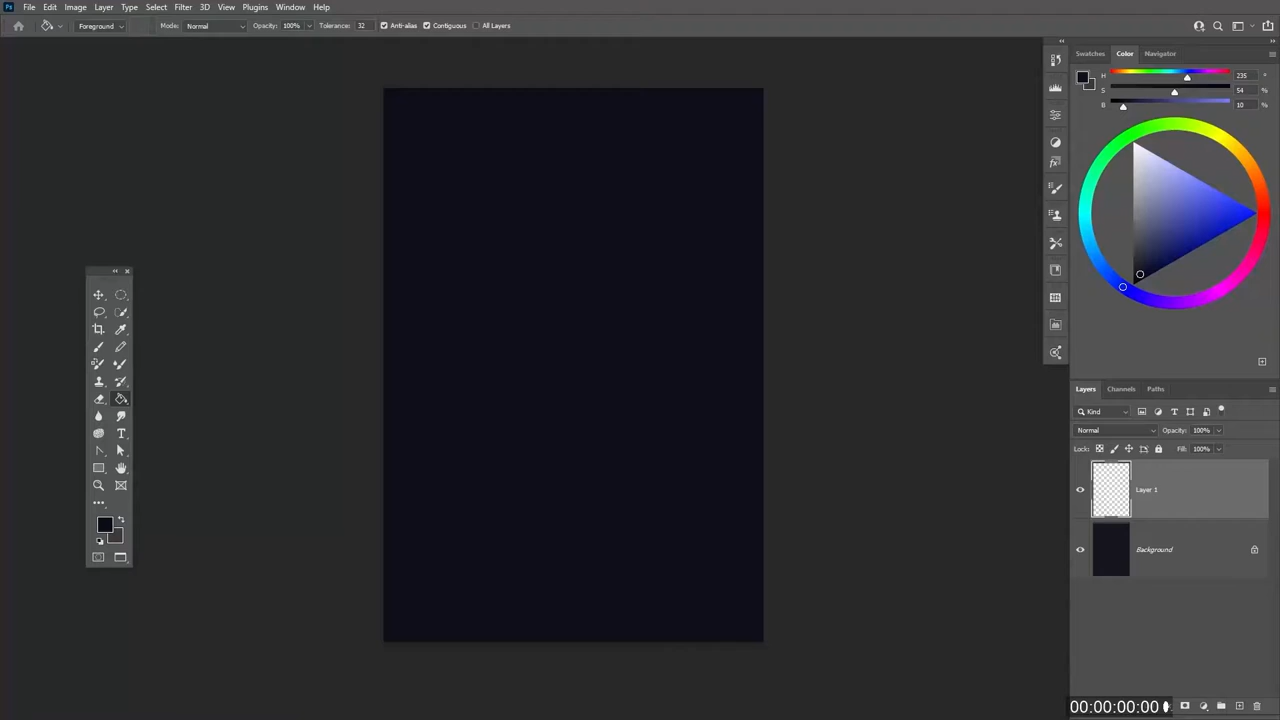 Ps File Edit Image Layer Type Select Filter 3D View Plugins Window Help
Foreground Mode: Normal Opacity: 100% Tolerance: 32 Anti-alias Contiguous All Layers
Swatches Color Navigator
H 235 °
S 54 %
B 10 %
Layers Channels Paths
Kind
Normal Opacity: 100%
Lock: Fill: 100%
Layer 1
Background
00:00:00:00